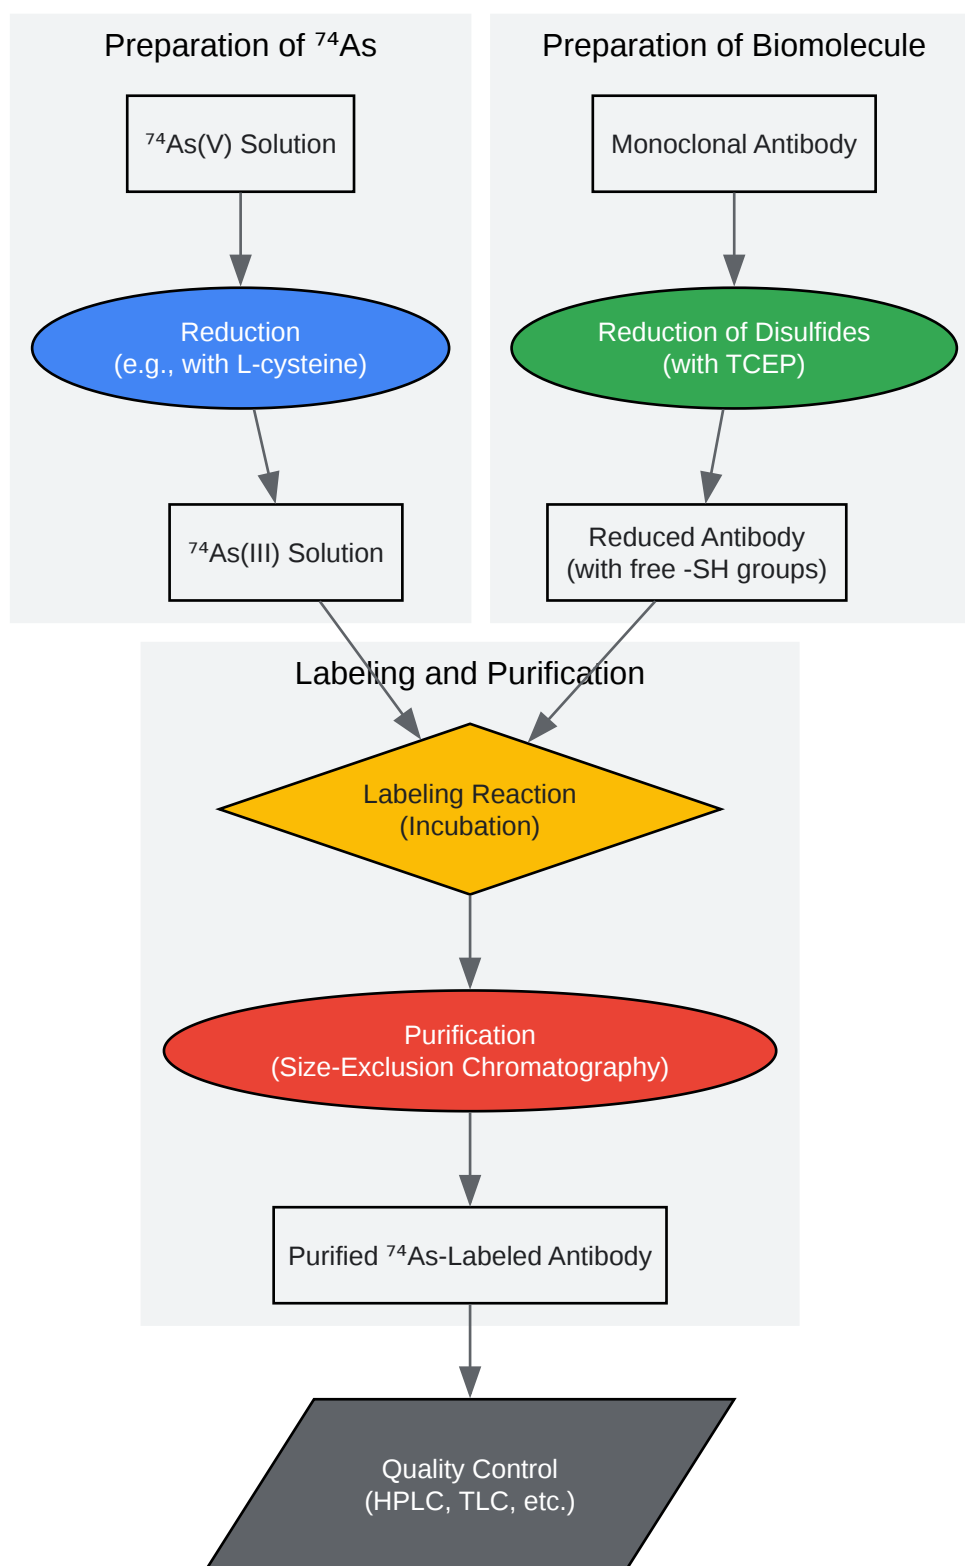 Preparation of ⁷⁴As
⁷⁴As(V) Solution
Reduction
(e.g., with L-cysteine)
⁷⁴As(III) Solution
Preparation of Biomolecule
Monoclonal Antibody
Reduction of Disulfides
(with TCEP)
Reduced Antibody
(with free -SH groups)
Labeling and Purification
Labeling Reaction
(Incubation)
Purification
(Size-Exclusion Chromatography)
Purified ⁷⁴As-Labeled Antibody
Quality Control
(HPLC, TLC, etc.)